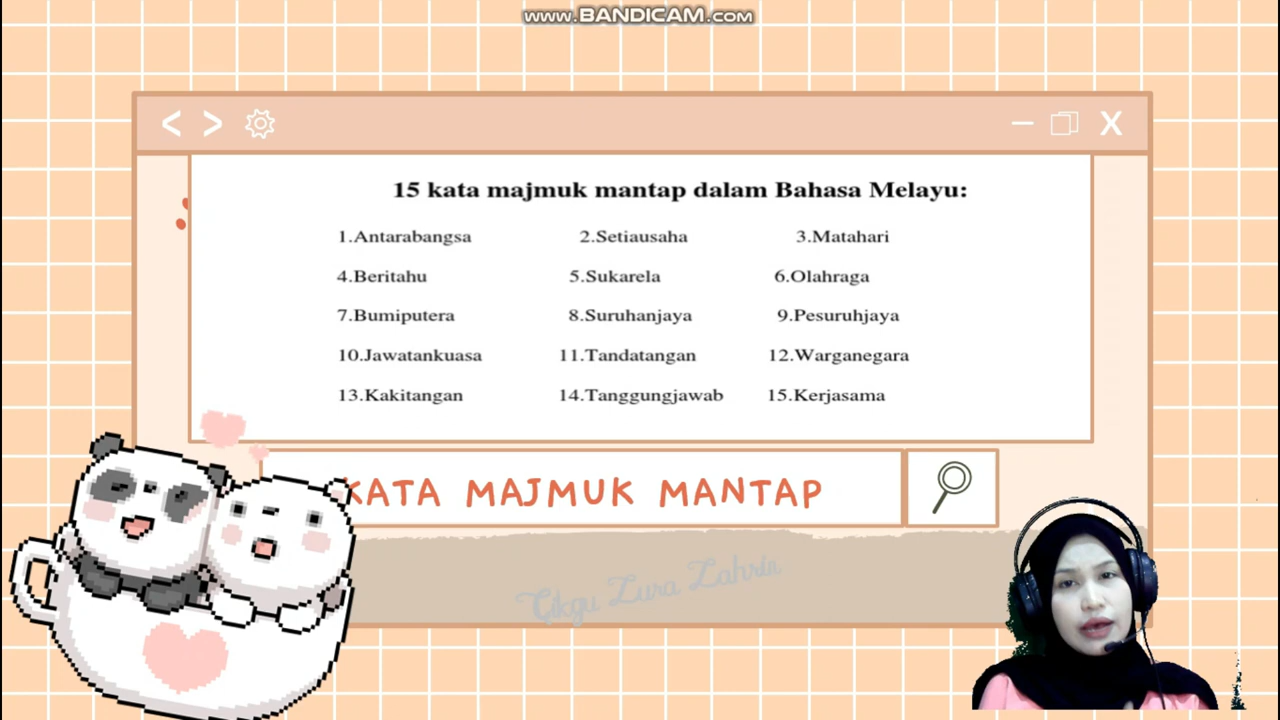 www.BANDICAM.com
15 kata majmuk mantap dalam Bahasa Melayu:
1.Antarabangsa 2.Setiausaha 3.Matahari
4.Beritahu 5.Sukarela 6.Olahraga
7.Bumiputera 8.Suruhanjaya 9.Pesuruhjaya
10.Jawatankuasa 11.Tandatangan 12.Warganegara
13.Kakitangan 14.Tanggungjawab 15.Kerjasama
KATA MAJMUK MANTAP
Cikgu Zura Zahrin